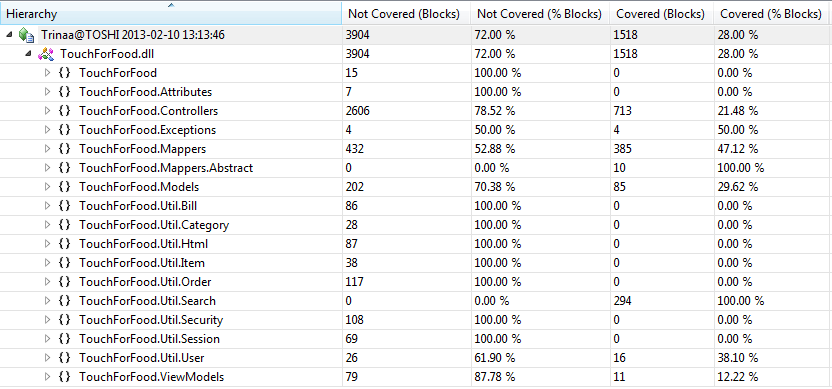 Hierarchy Not Covered (Blocks) Not Covered (% Blocks) Covered (Blocks) Covered (% Blocks)
Trinaa@TOSHI 2013-02-10 13:13:46 3904 72.00 % 1518 28.00 %
TouchForFood.dll 3904 72.00 % 1518 28.00 %
{} TouchForFood 15 100.00 % 0 0.00 %
{} TouchForFood.Attributes 7 100.00 % 0 0.00 %
{} TouchForFood.Controllers 2606 78.52 % 713 21.48 %
{} TouchForFood.Exceptions 4 50.00 % 4 50.00 %
{} TouchForFood.Mappers 432 52.88 % 385 47.12 %
{} TouchForFood.Mappers.Abstract 0 0.00 % 10 100.00 %
{} TouchForFood.Models 202 70.38 % 85 29.62 %
{} TouchForFood.Util.Bill 86 100.00 % 0 0.00 %
{} TouchForFood.Util.Category 28 100.00 % 0 0.00 %
{} TouchForFood.Util.Html 87 100.00 % 0 0.00 %
{} TouchForFood.Util.Item 38 100.00 % 0 0.00 %
{} TouchForFood.Util.Order 117 100.00 % 0 0.00 %
{} TouchForFood.Util.Search 0 0.00 % 294 100.00 %
{} TouchForFood.Util.Security 108 100.00 % 0 0.00 %
{} TouchForFood.Util.Session 69 100.00 % 0 0.00 %
{} TouchForFood.Util.User 26 61.90 % 16 38.10 %
{} TouchForFood.ViewModels 79 87.78 % 11 12.22 %